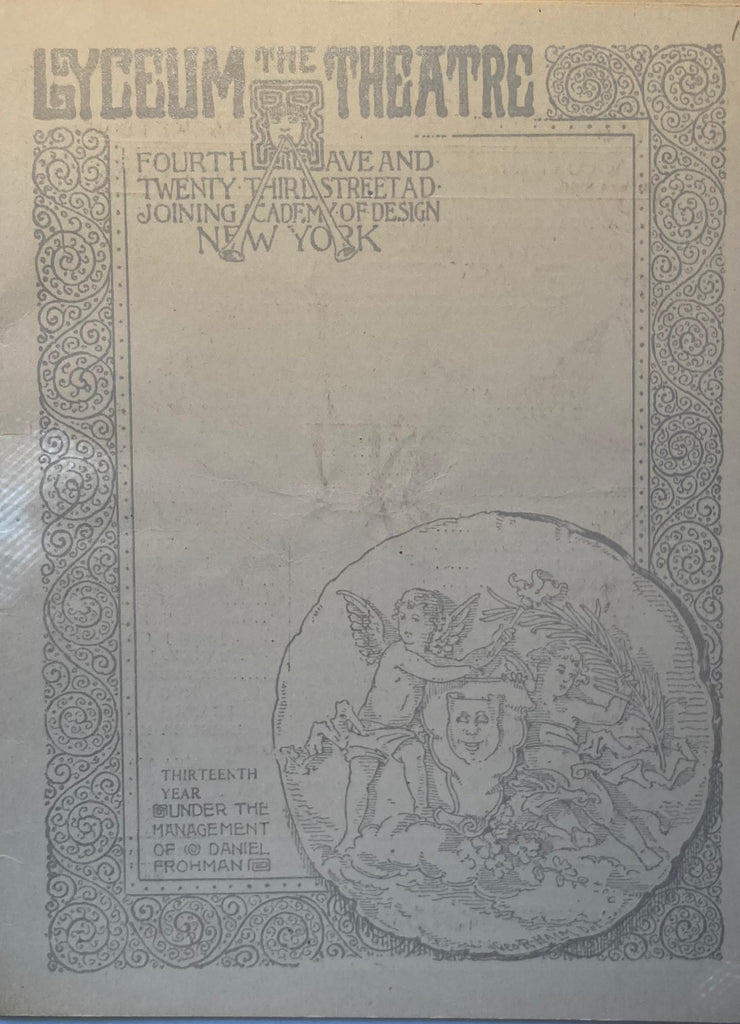 THE
LYCEUM THEATRE
FOURTH AVE AND
TWENTY·THIRD STREET AD·
JOINING ACADEMY OF DESIGN
NEW YORK
THIRTEENTH
YEAR
UNDER THE
MANAGEMENT
OF DANIEL
FROHMAN